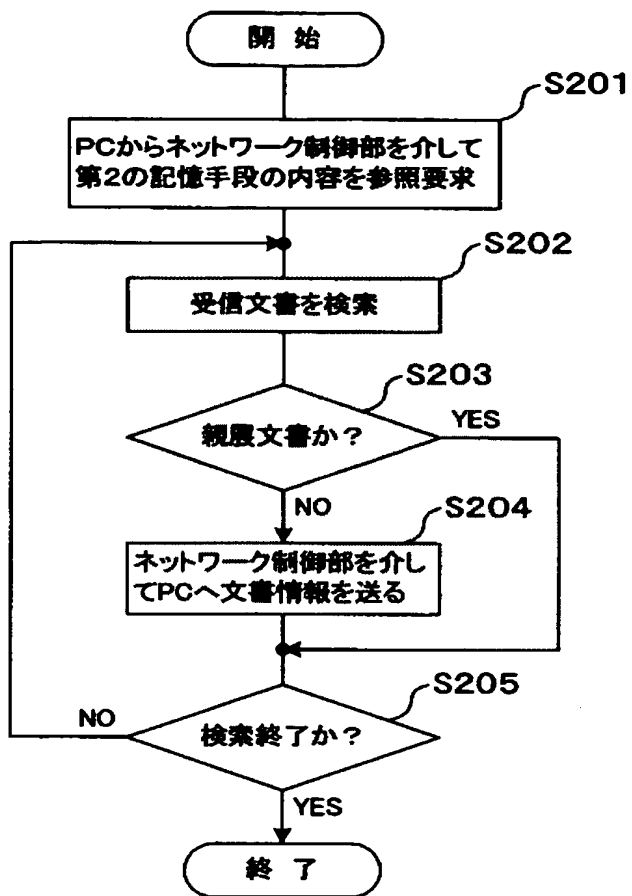 開 始
S201
PCからネットワーク制御部を介して
第2の記憶手段の内容を参照要求
S202
受信文書を検索
S203
親展文書か?
YES
NO
S204
ネットワーク制御部を介し
てPCへ文書情報を送る
S205
検索終了か?
NO
YES
終 了